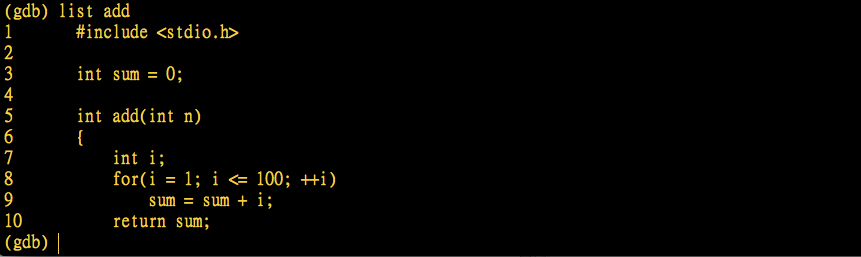 (gdb) list add
1 #include <stdio.h>
2
3 int sum = 0;
4
5 int add(int n)
6 {
7 int i;
8 for(i = 1; i <= 100; ++i)
9 sum = sum + i;
10 return sum;
(gdb)